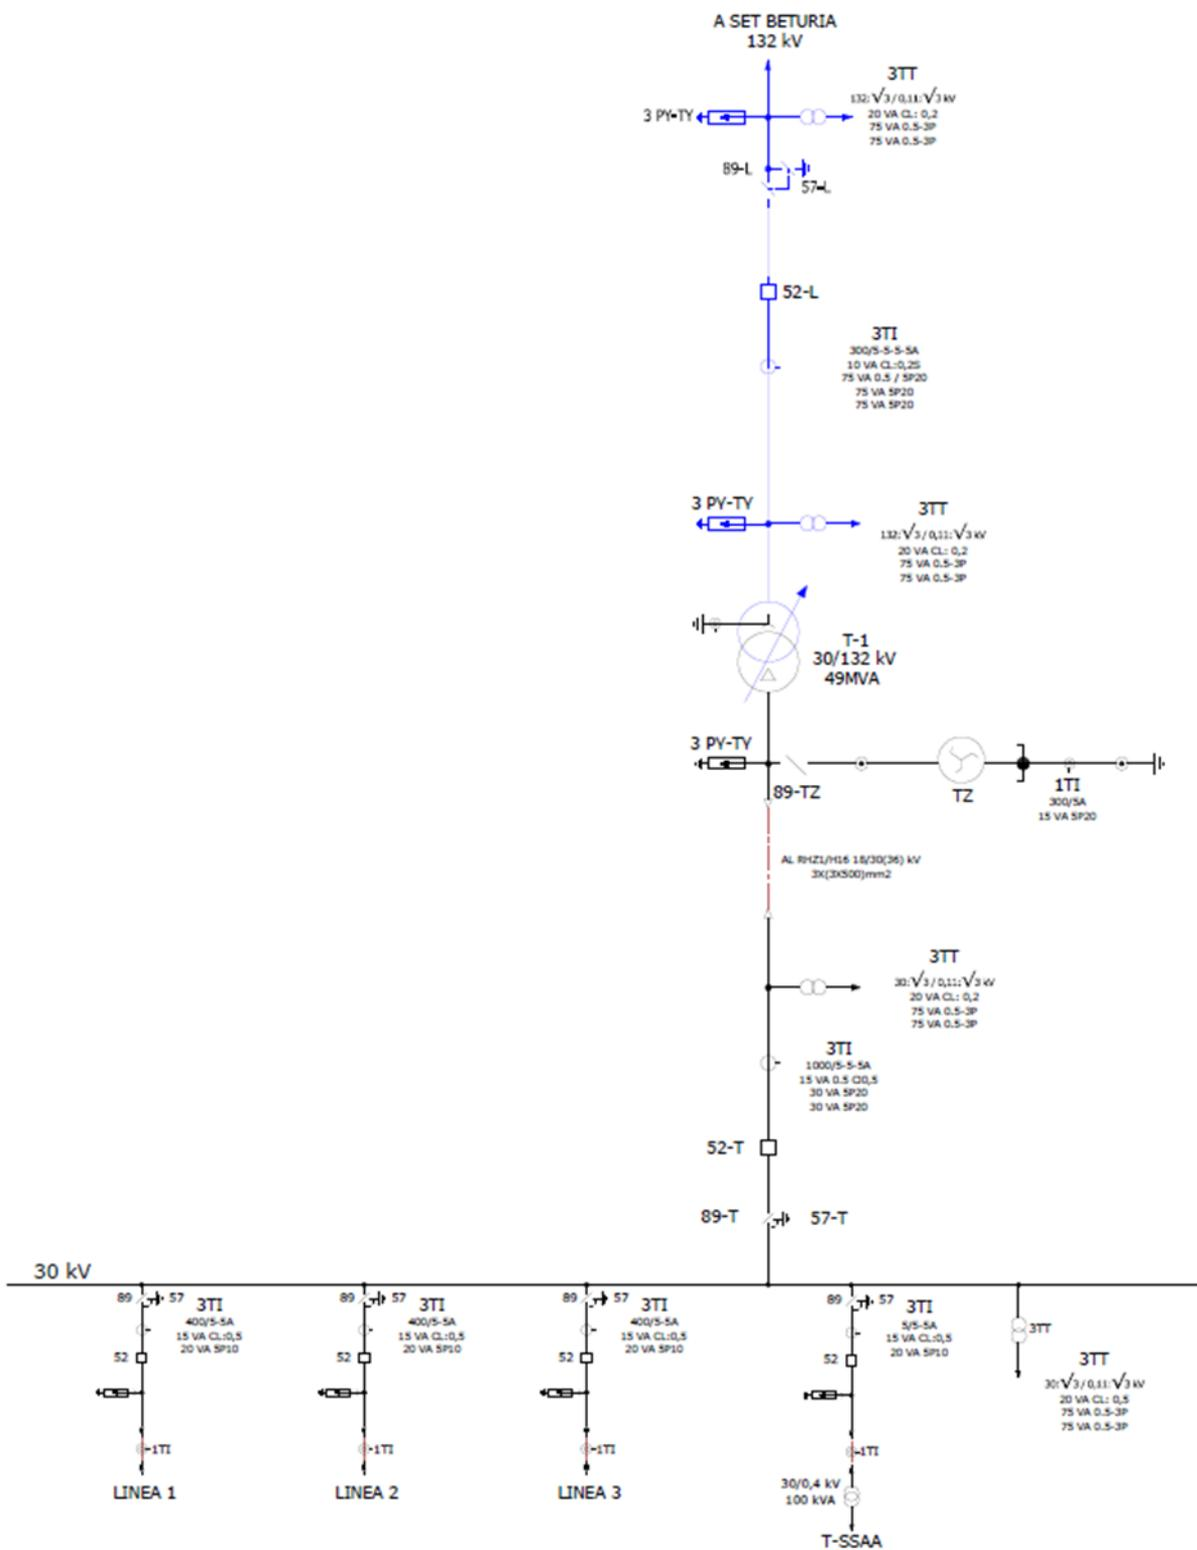 A SET BETURIA
132 kV
3TT
132:√3/0,11:√3 kV
20 VA CL: 0,2
75 VA 0.5-3P
75 VA 0.5-3P
3 PY-TY
89-L
57-L
52-L
3TI
300/5-5-5-5A
10 VA CL:0,2S
75 VA 0.5 / 5P20
75 VA 5P20
75 VA 5P20
3 PY-TY
3TT
132:√3/0,11:√3 kV
20 VA CL: 0,2
75 VA 0.5-3P
75 VA 0.5-3P
T-1
30/132 kV
49MVA
3 PY-TY
89-TZ
TZ
1TI
300/5A
15 VA 5P20
AL RHZ1/H16 18/30(36) kV
3X(3X500)mm2
3TT
30:√3/0,11:√3 kV
20 VA CL: 0,2
75 VA 0.5-3P
75 VA 0.5-3P
3TI
1000/5-5-5A
15 VA 0.5 Cl0,5
30 VA 5P20
30 VA 5P20
52-T
89-T
57-T
30 kV
89
57
3TI
400/5-5A
15 VA CL:0,5
20 VA 5P10
52
1TI
LINEA 1
89
57
3TI
400/5-5A
15 VA CL:0,5
20 VA 5P10
52
1TI
LINEA 2
89
57
3TI
400/5-5A
15 VA CL:0,5
20 VA 5P10
52
1TI
LINEA 3
89
57
3TI
5/5-5A
15 VA CL:0,5
20 VA 5P10
52
1TI
30/0,4 kV
100 kVA
T-SSAA
3TT
3TT
30:√3/0,11:√3 kV
20 VA CL: 0,5
75 VA 0.5-3P
75 VA 0.5-3P